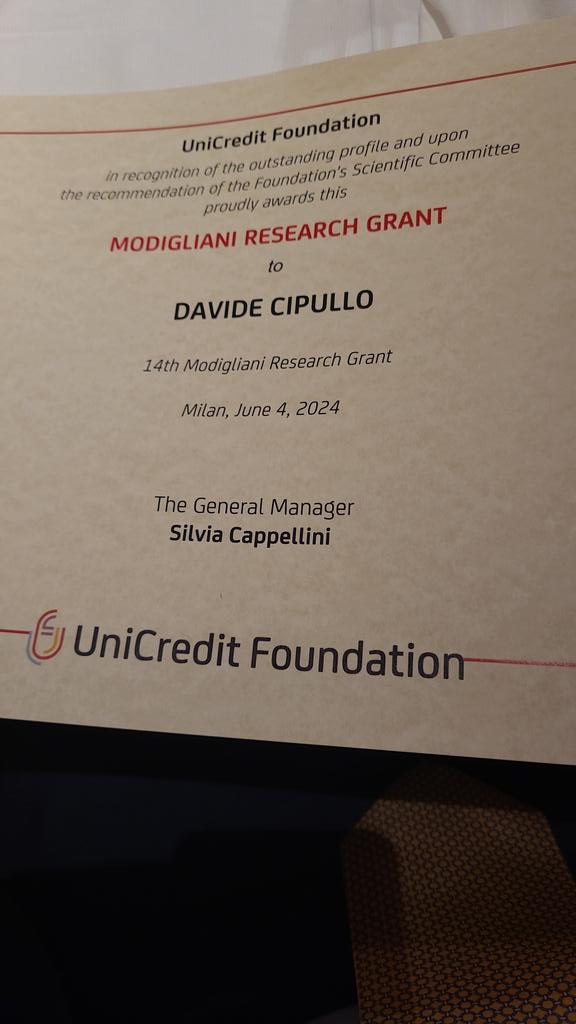 UniCredit Foundation
in recognition of the outstanding profile and upon
the recommendation of the Foundation's Scientific Committee
proudly awards this
MODIGLIANI RESEARCH GRANT
to
DAVIDE CIPULLO
14th Modigliani Research Grant
Milan, June 4, 2024
The General Manager
Silvia Cappellini
UniCredit Foundation